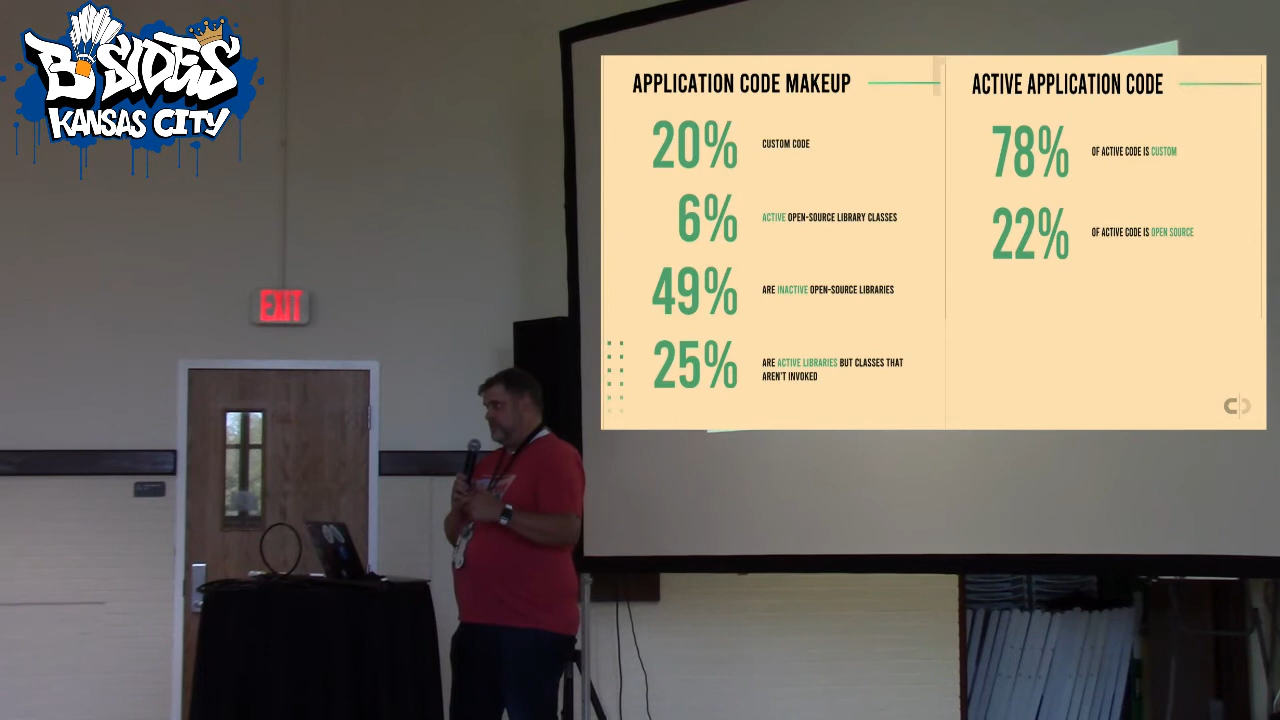 B-SIDES
KANSAS CITY
EXIT
APPLICATION CODE MAKEUP
20%
CUSTOM CODE
6%
ACTIVE OPEN-SOURCE LIBRARY CLASSES
49%
ARE INACTIVE OPEN-SOURCE LIBRARIES
25%
ARE ACTIVE LIBRARIES BUT CLASSES THAT
AREN'T INVOKED
ACTIVE APPLICATION CODE
78%
OF ACTIVE CODE IS CUSTOM
22%
OF ACTIVE CODE IS OPEN SOURCE